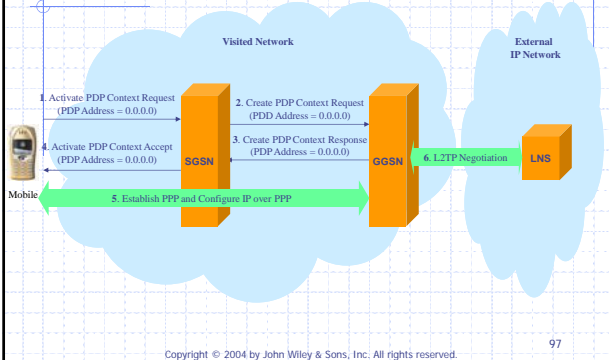 Visited Network
External
IP Network
1. Activate PDP Context Request
(PDP Address = 0.0.0.0)
2. Create PDP Context Request
(PDD Address = 0.0.0.0)
3. Create PDP Context Response
(PDP Address = 0.0.0.0)
4. Activate PDP Context Accept
(PDP Address = 0.0.0.0)
SGSN
GGSN
6. L2TP Negotiation
LNS
Mobile
5. Establish PPP and Configure IP over PPP
97
Copyright © 2004 by John Wiley & Sons, Inc. All rights reserved.